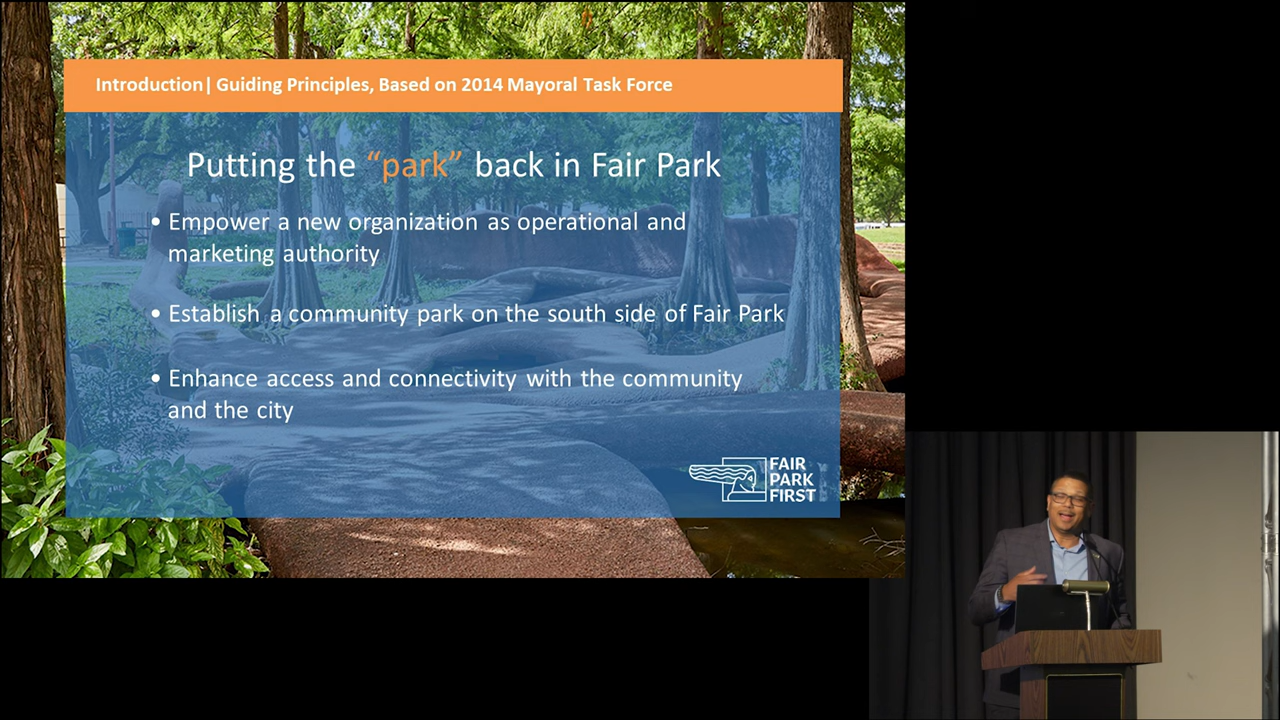 Introduction| Guiding Principles, Based on 2014 Mayoral Task Force
Putting the “park” back in Fair Park
• Empower a new organization as operational and
marketing authority
• Establish a community park on the south side of Fair Park
• Enhance access and connectivity with the community
and the city
FAIR
PARK
FIRST